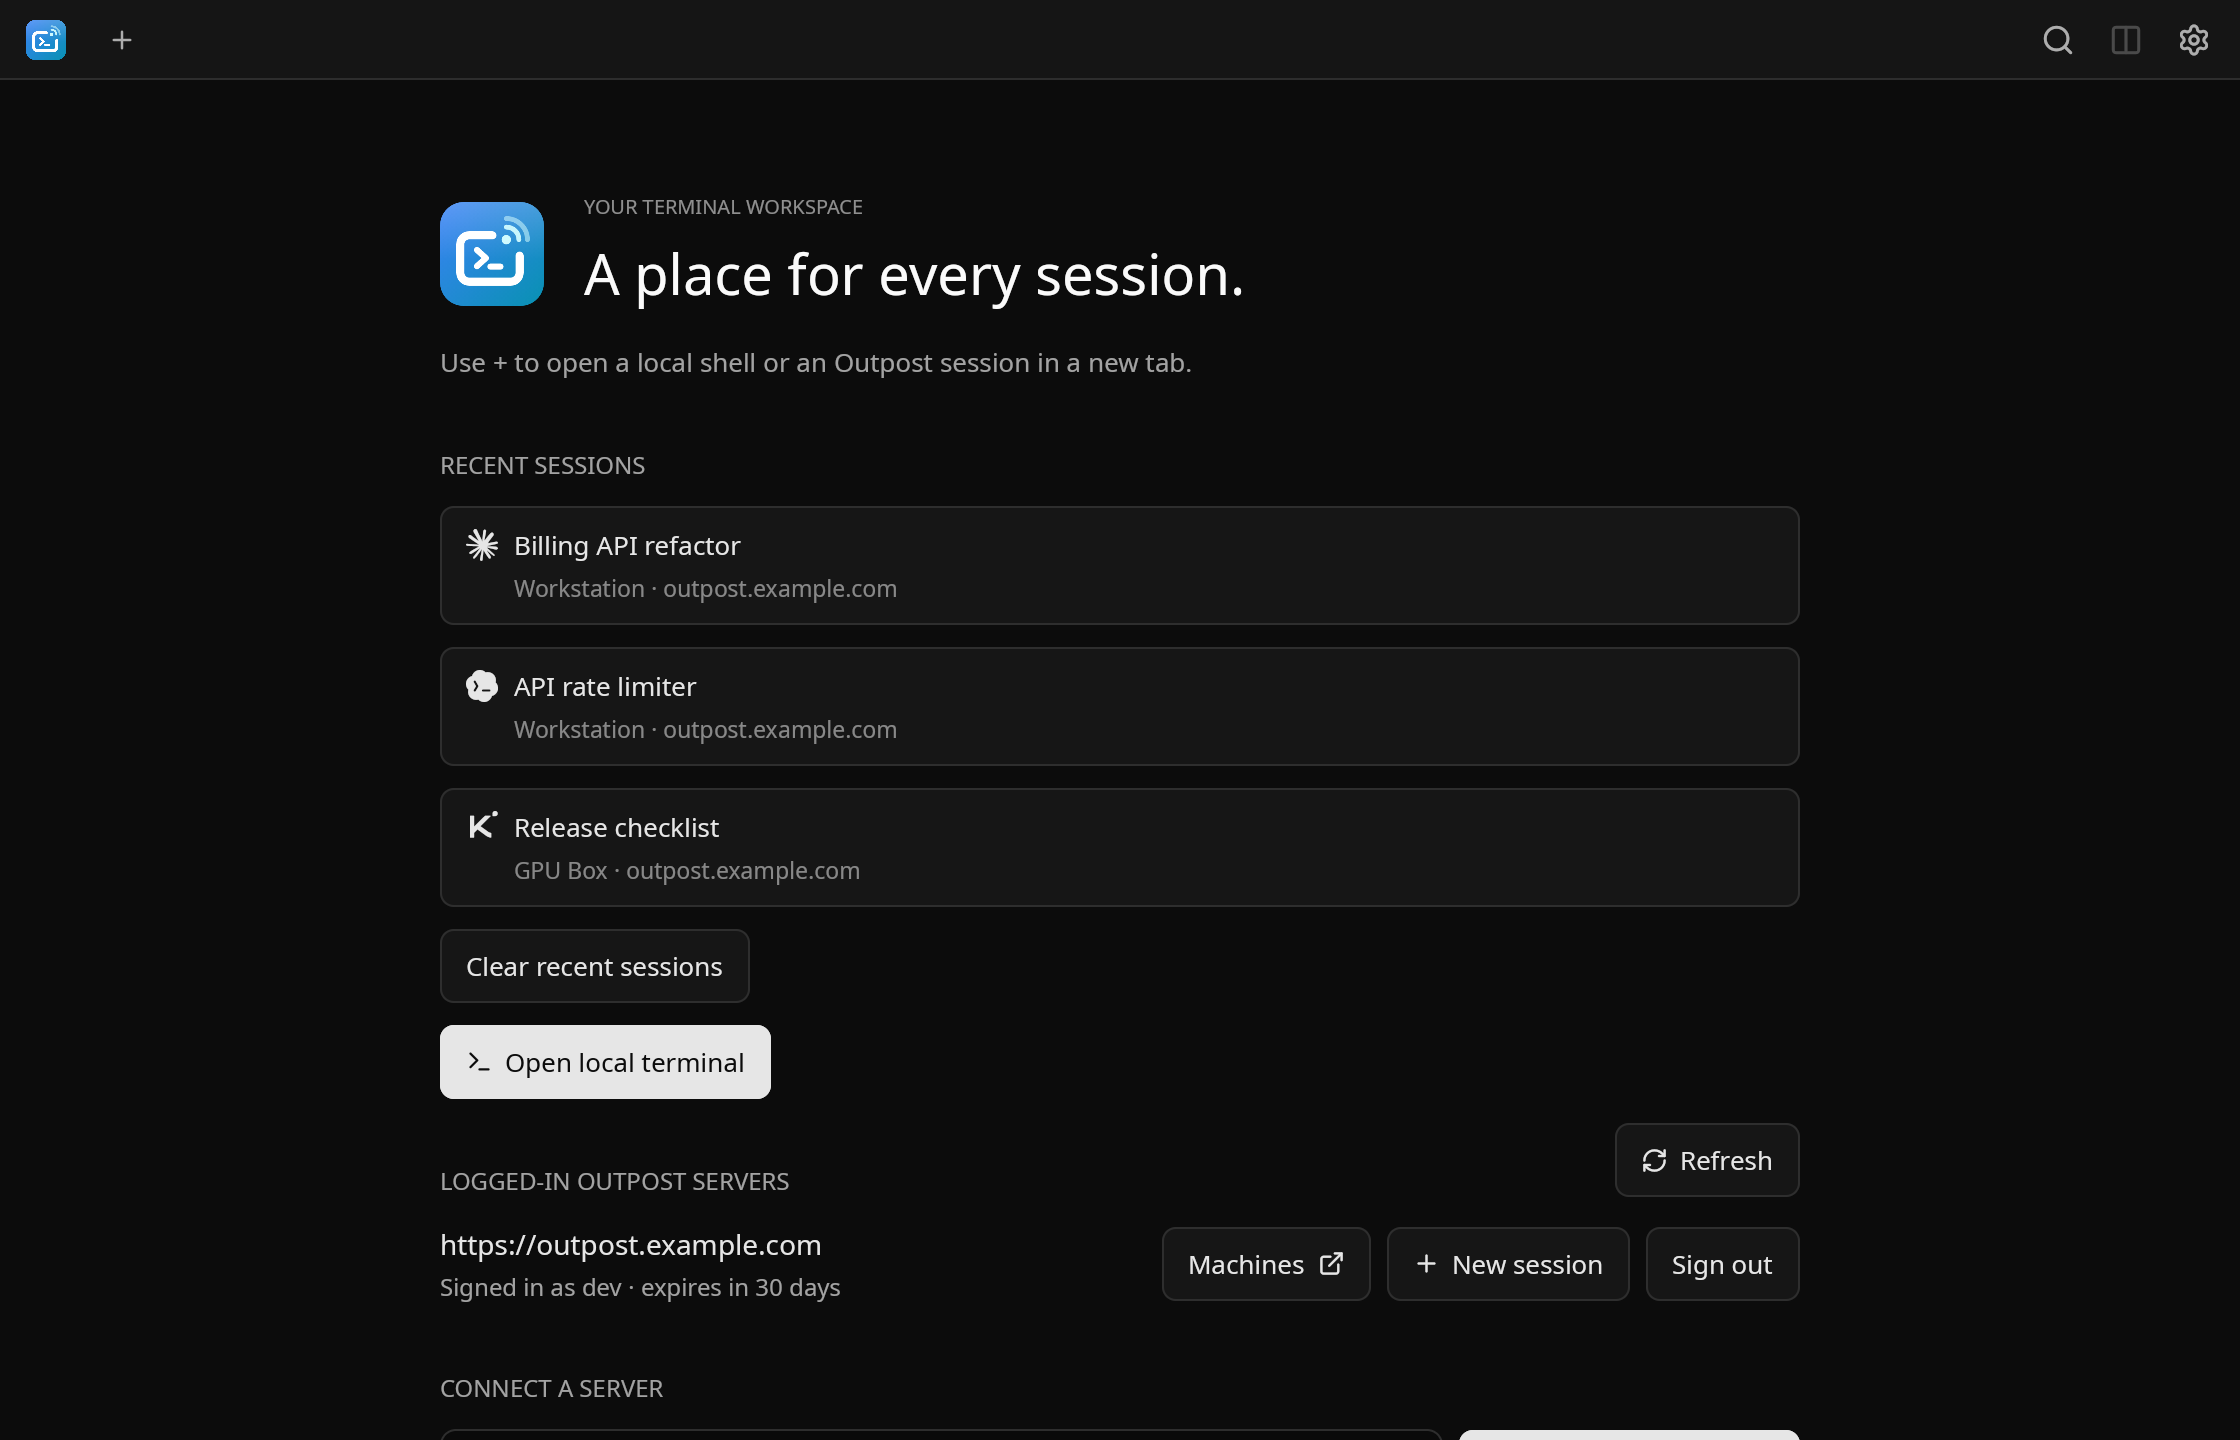 YOUR TERMINAL WORKSPACE
A place for every session.
Use + to open a local shell or an Outpost session in a new tab.
RECENT SESSIONS
Billing API refactor
Workstation · outpost.example.com
API rate limiter
Workstation · outpost.example.com
Release checklist
GPU Box · outpost.example.com
Clear recent sessions
Open local terminal
Refresh
LOGGED-IN OUTPOST SERVERS
https://outpost.example.com
Signed in as dev · expires in 30 days
Machines
New session
Sign out
CONNECT A SERVER